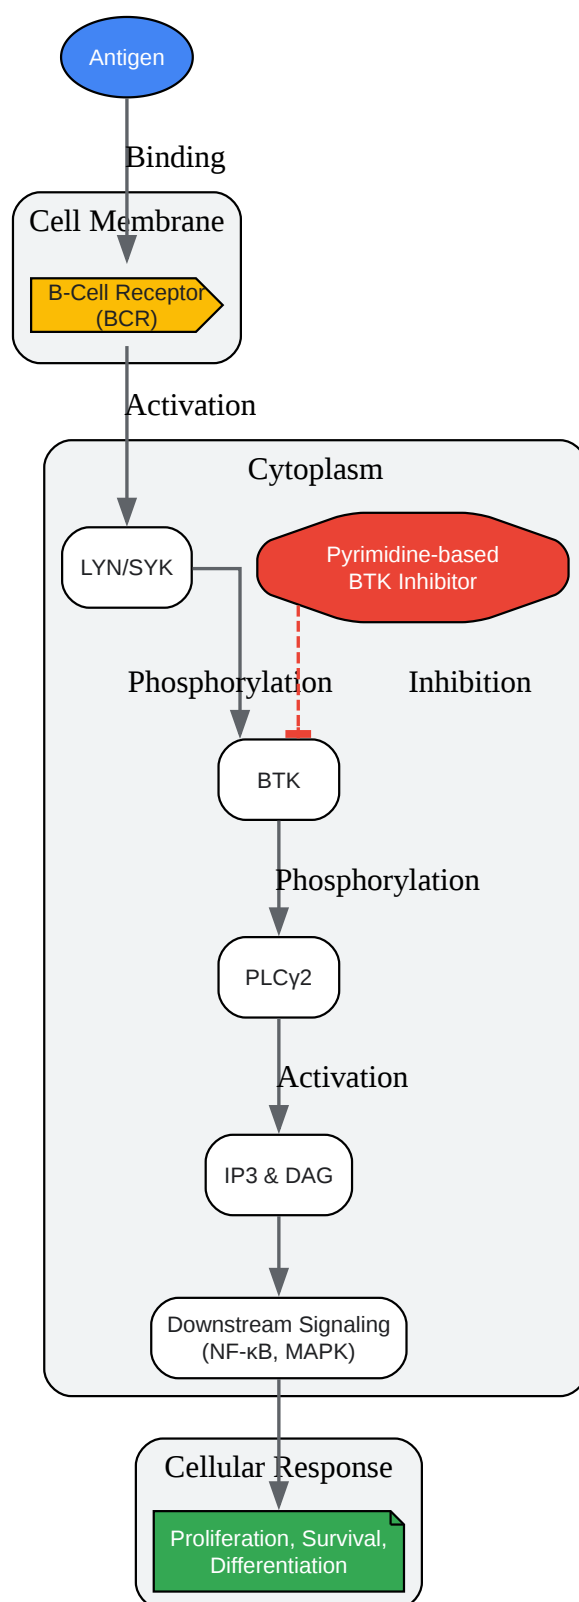 Antigen
Binding
Cell Membrane
B-Cell Receptor
(BCR)
Activation
Cytoplasm
LYN/SYK
Pyrimidine-based
BTK Inhibitor
Phosphorylation
Inhibition
BTK
Phosphorylation
PLCγ2
Activation
IP3 & DAG
Downstream Signaling
(NF-κB, MAPK)
Cellular Response
Proliferation, Survival,
Differentiation